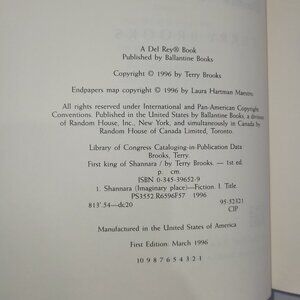 A Del Rey® Book
Published by Ballantine Books
Copyright © 1996 by Terry Brooks
Endpapers map copyright © 1996 by Laura Hartman Maestro
All rights reserved under International and Pan-American Copyright
Conventions. Published in the United States by Ballantine Books, a division
of Random House, Inc., New York, and simultaneously in Canada by
Random House of Canada Limited, Toronto.
Library of Congress Cataloging-in-Publication Data
Brooks, Terry.
First king of Shannara / by Terry Brooks. — 1st ed.
p. cm.
ISBN 0-345-39652-9
1. Shannara (Imaginary place)—Fiction. I. Title.
PS3552.R6596F57 1996
813'.54—dc20 95-52321
CIP
Manufactured in the United States of America
First Edition: March 1996
10 9 8 7 6 5 4 3 2 1